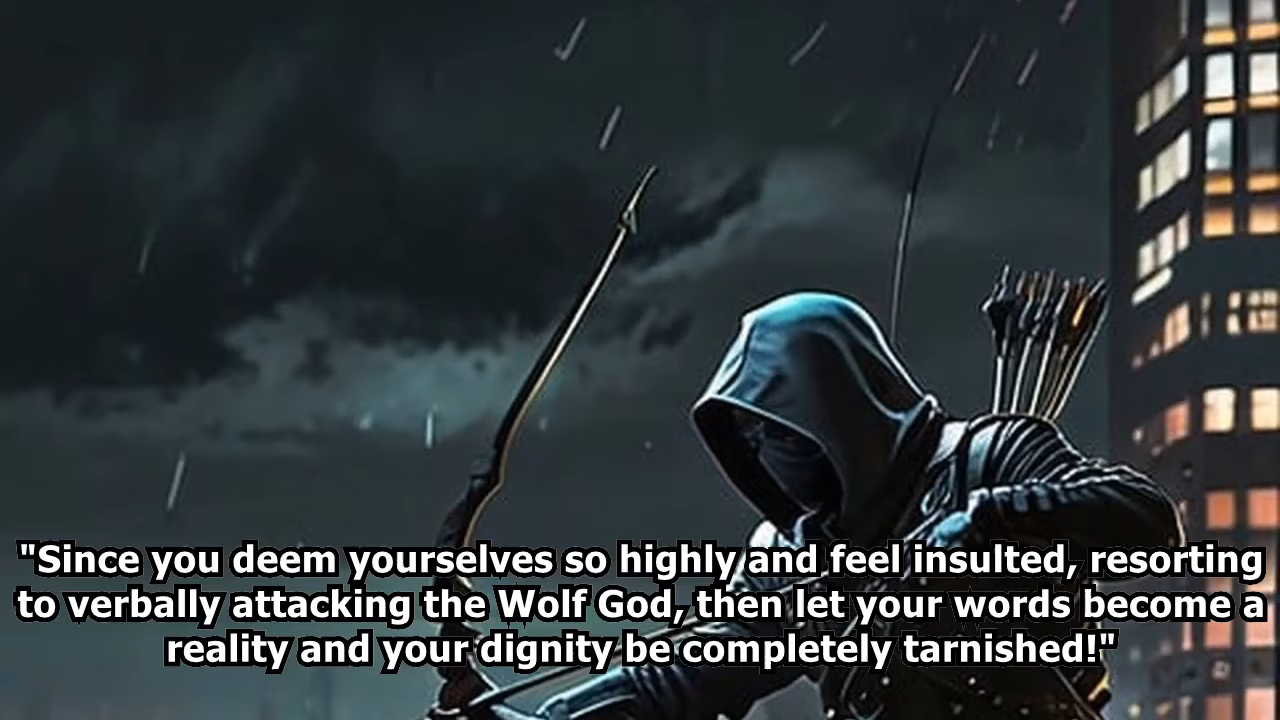 "Since you deem yourselves so highly and feel insulted, resorting
to verbally attacking the Wolf God, then let your words become a
reality and your dignity be completely tarnished!"